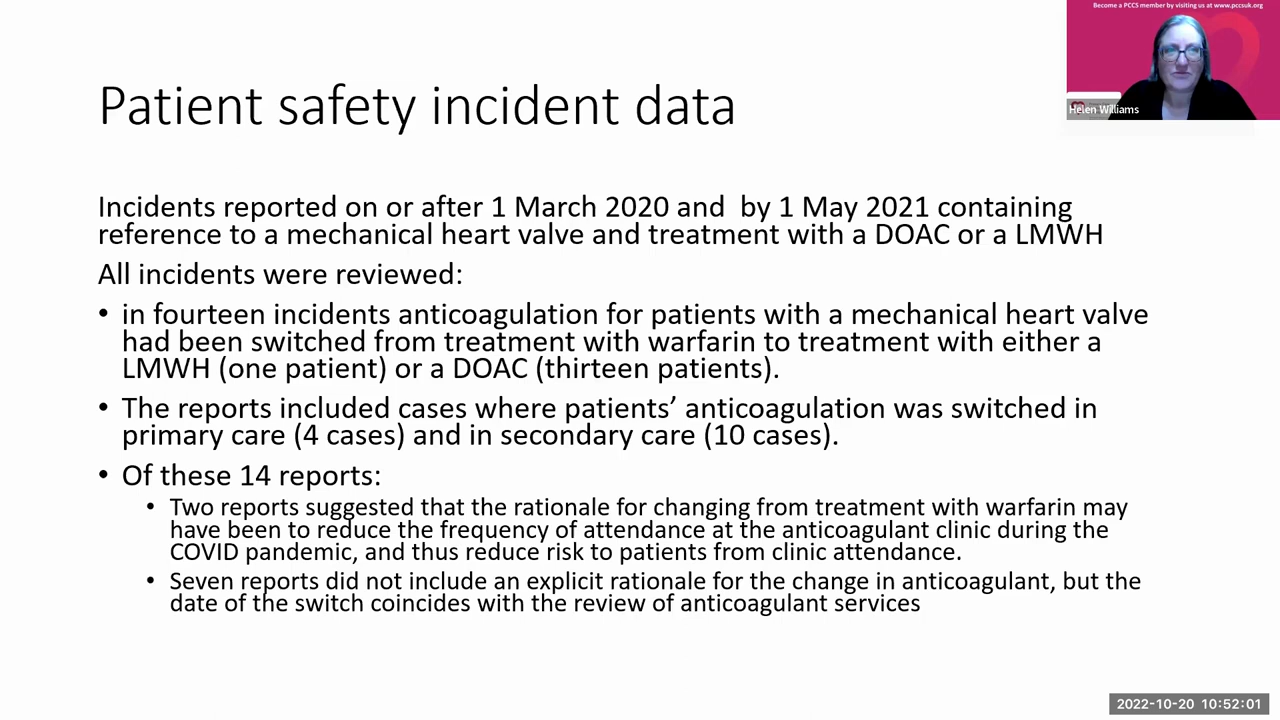 Become a PCCS member by visiting us at www.pccsuk.org
Helen Williams
Patient safety incident data
Incidents reported on or after 1 March 2020 and  by 1 May 2021 containing
reference to a mechanical heart valve and treatment with a DOAC or a LMWH
All incidents were reviewed:
• in fourteen incidents anticoagulation for patients with a mechanical heart valve
had been switched from treatment with warfarin to treatment with either a
LMWH (one patient) or a DOAC (thirteen patients).
• The reports included cases where patients’ anticoagulation was switched in
primary care (4 cases) and in secondary care (10 cases).
• Of these 14 reports:
• Two reports suggested that the rationale for changing from treatment with warfarin may
have been to reduce the frequency of attendance at the anticoagulant clinic during the
COVID pandemic, and thus reduce risk to patients from clinic attendance.
• Seven reports did not include an explicit rationale for the change in anticoagulant, but the
date of the switch coincides with the review of anticoagulant services
2022-10-20 10:52:01